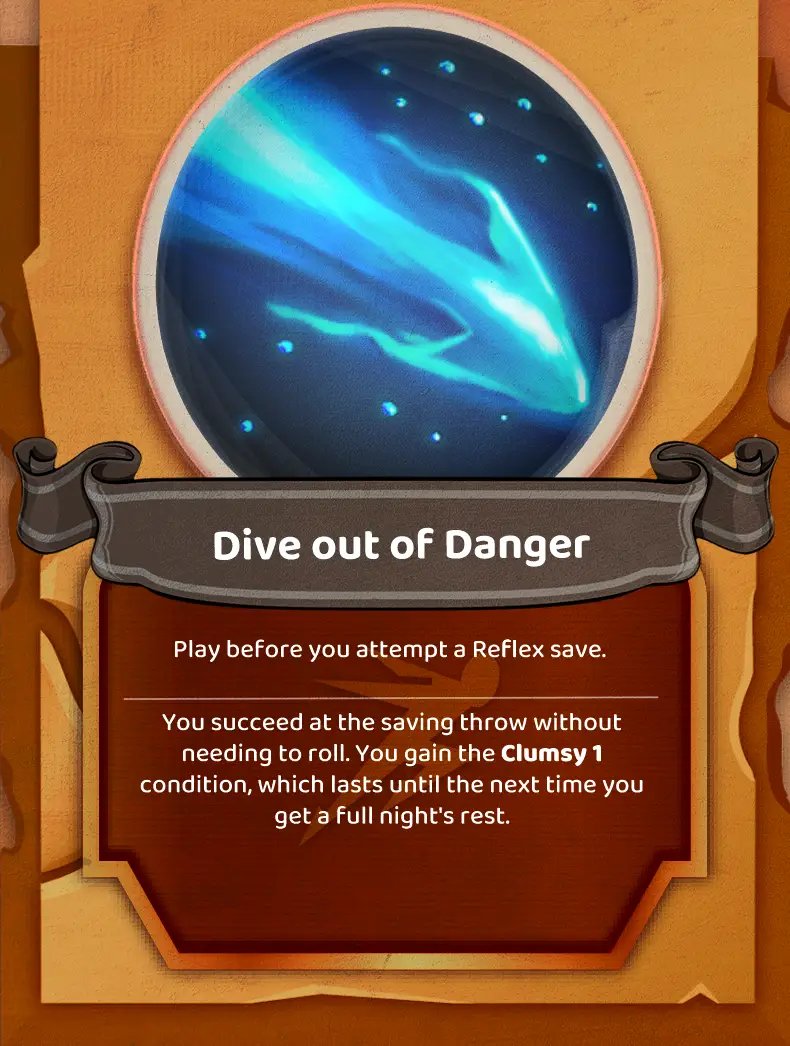 Dive out of Danger
Play before you attempt a Reflex save.
You succeed at the saving throw without
needing to roll. You gain the Clumsy 1
condition, which lasts until the next time you
get a full night's rest.